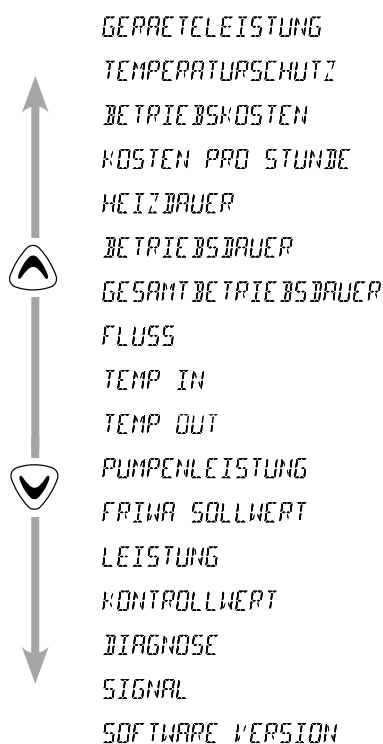 GERAETELEISTUNG
TEMPERATURSCHUTZ
BETRIEBSKOSTEN
KOSTEN PRO STUNDE
HEIZDAUER
BETRIEBSDAUER
GESAMTBETRIEBSDAUER
FLUSS
TEMP IN
TEMP OUT
PUMPENLEISTUNG
FRIWA SOLLWERT
LEISTUNG
KONTROLLWERT
DIAGNOSE
SIGNAL
SOFTWARE VERSION